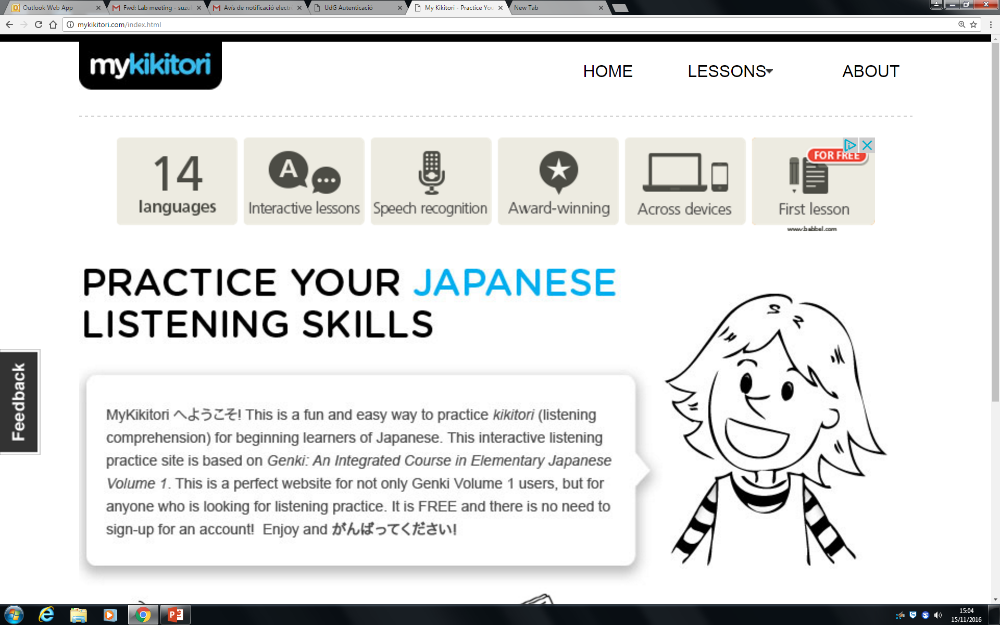 Outlook Web App
Fwd: Lab meeting - suzu
Avís de notificació electr
UdG Autenticació
My Kikitori - Practice You
New Tab
mykikitori.com/index.html
mykikitori
HOME
LESSONS
ABOUT
14
languages
A
Interactive lessons
Speech recognition
Award-winning
Across devices
FOR FREE
First lesson
www.babbel.com
PRACTICE YOUR JAPANESE
LISTENING SKILLS
Feedback
MyKikitori へようこそ! This is a fun and easy way to practice kikitori (listening
comprehension) for beginning learners of Japanese. This interactive listening
practice site is based on Genki: An Integrated Course in Elementary Japanese
Volume 1. This is a perfect website for not only Genki Volume 1 users, but for
anyone who is looking for listening practice. It is FREE and there is no need to
sign-up for an account! Enjoy and がんばってください!
15:04
15/11/2016